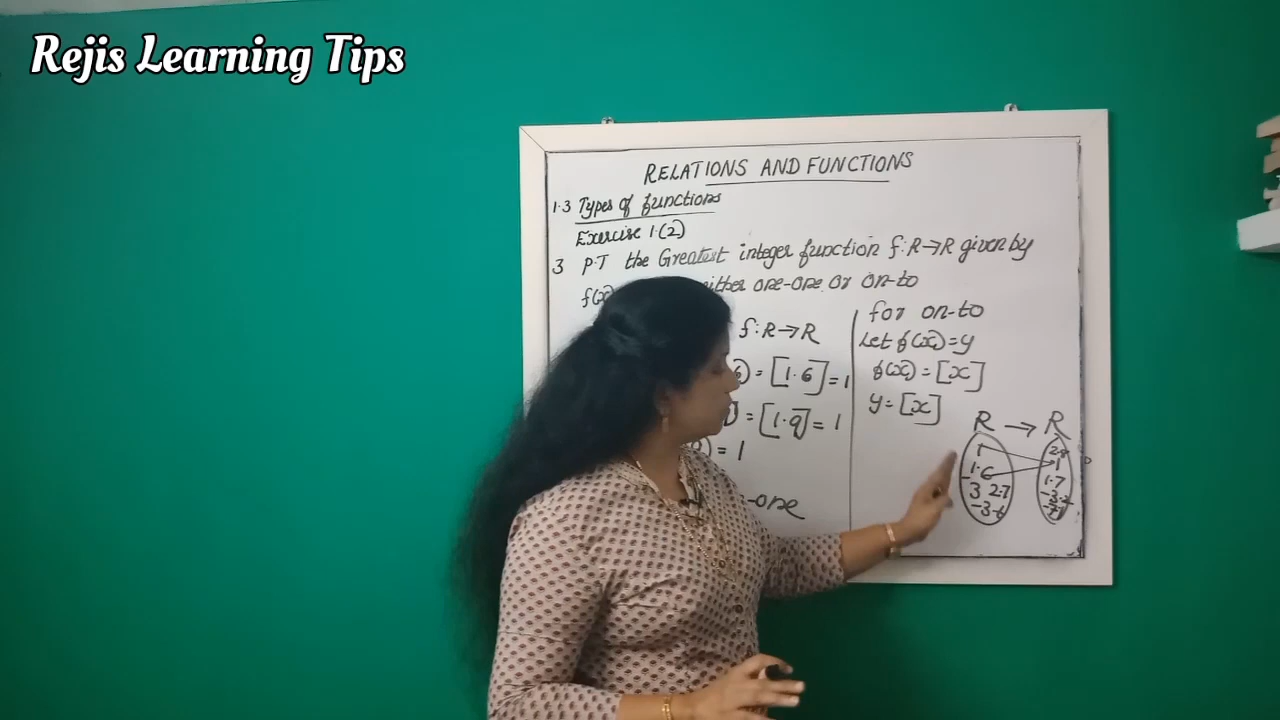 Rejis Learning Tips
RELATIONS AND FUNCTIONS
1.3 Types of functions
Exercise 1.(2)
3 P.T the Greatest integer function f:R→R given by
f(x) neither one-one or on-to
f:R→R
= [1.6] = 1
= [1.9] = 1
= 1
-one
for on-to
Let f(x)=y
f(x) = [x]
y = [x]
R → R
1
1.6
3 2.7
-3.6
1
1.7